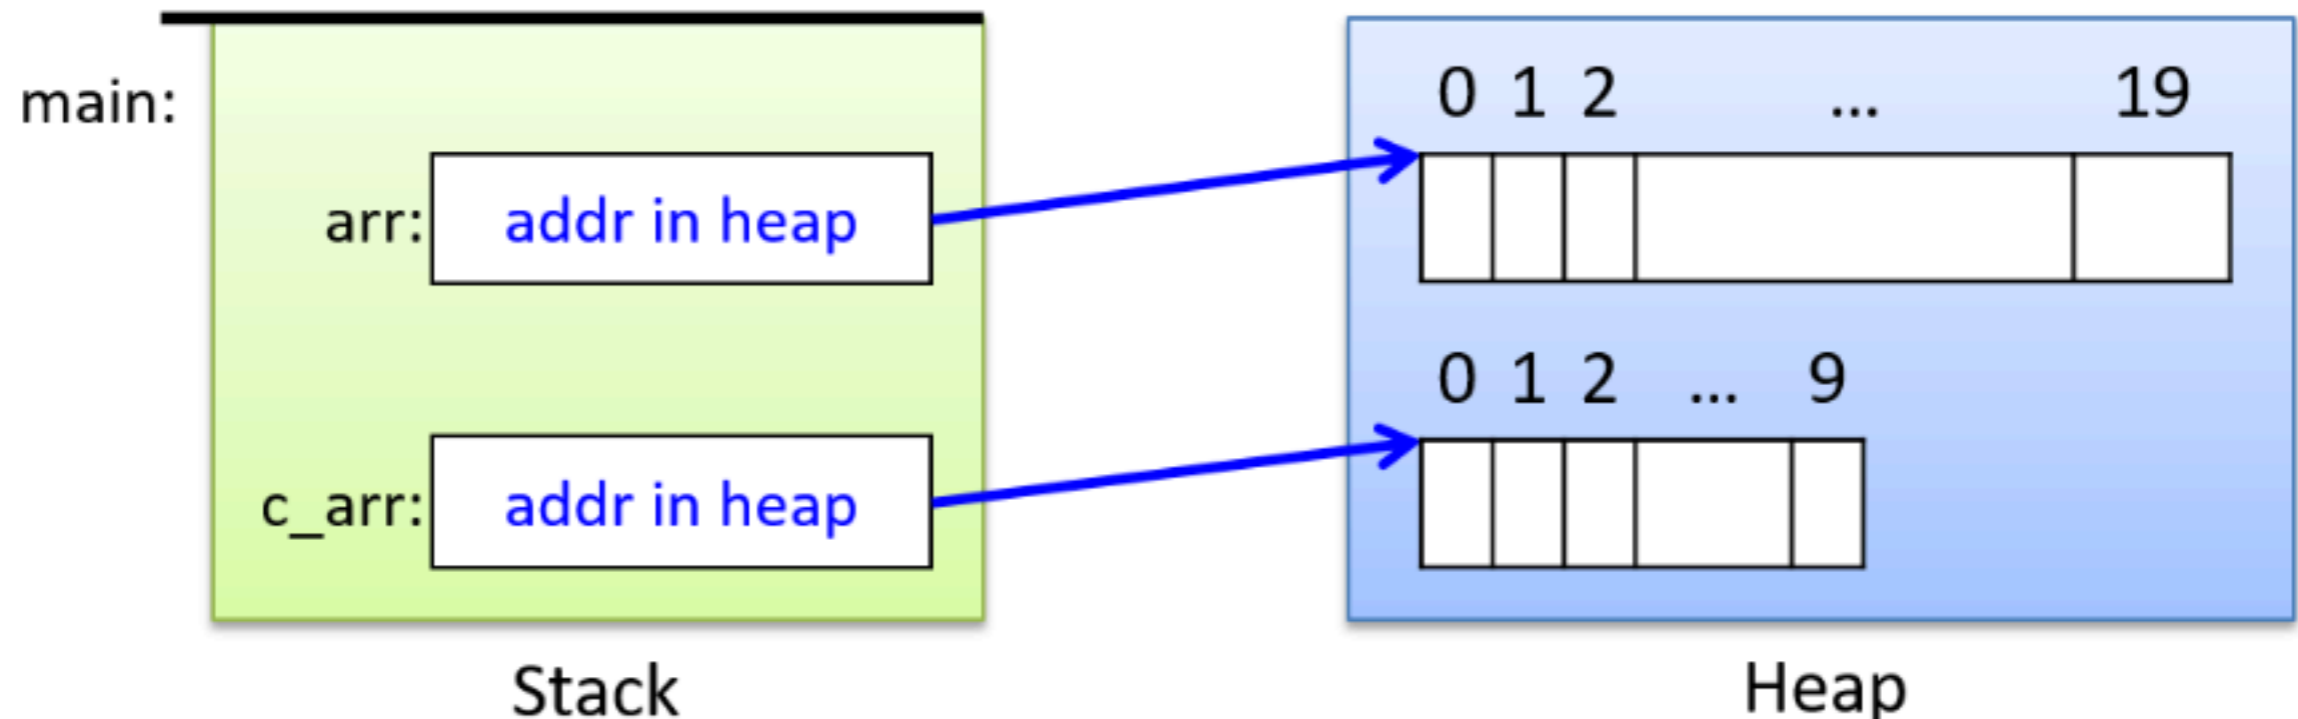 main:
0 1 2 ... 19
arr: addr in heap
0 1 2 ... 9
c_arr: addr in heap
Stack
Heap